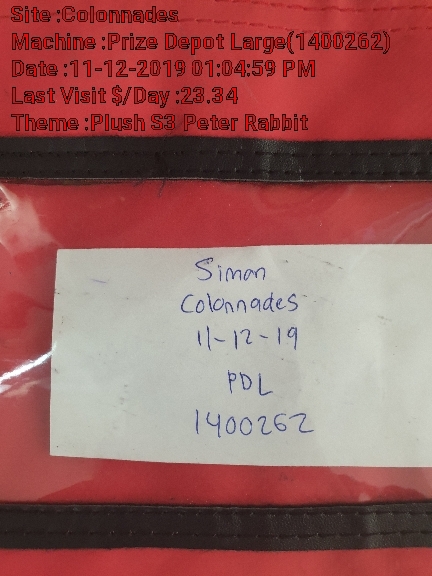 Site :Colonnades
Machine :Prize Depot Large(1400262)
Date :11-12-2019 01:04:59 PM
Last Visit $/Day :23.34
Theme :Plush S3 Peter Rabbit
Simon
Colonnades
11-12-19
PDL
1400262